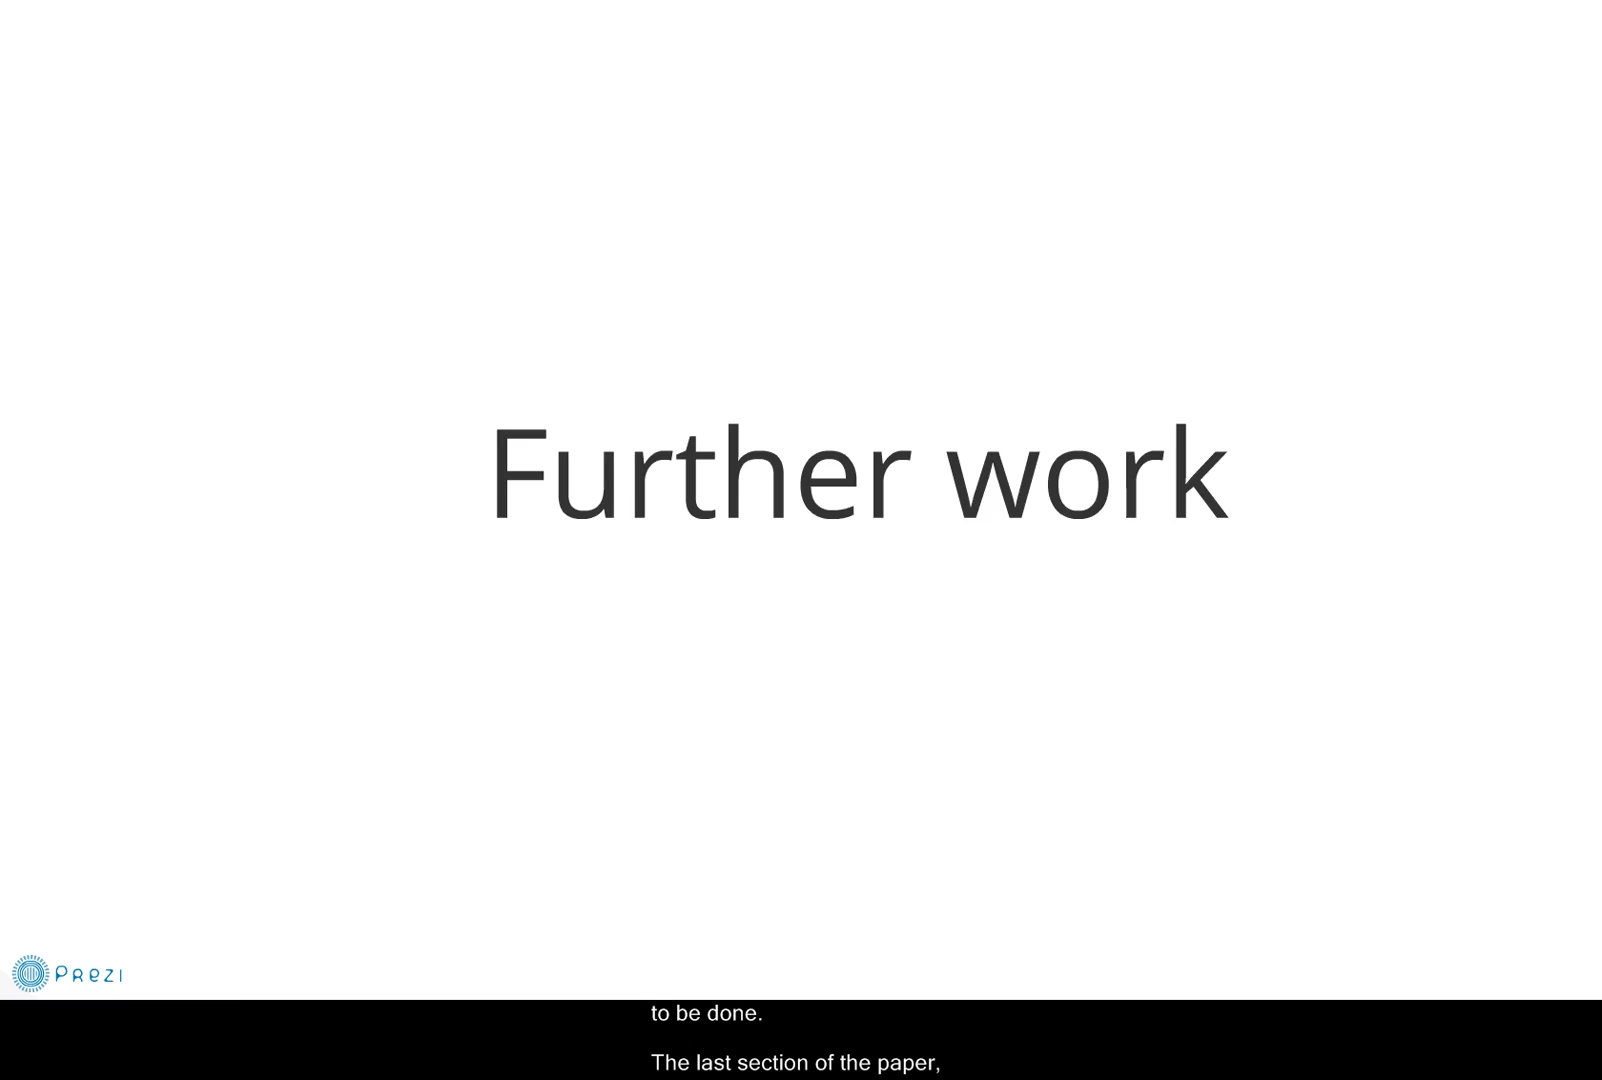 Further work
Prezi
to be done.
The last section of the paper,